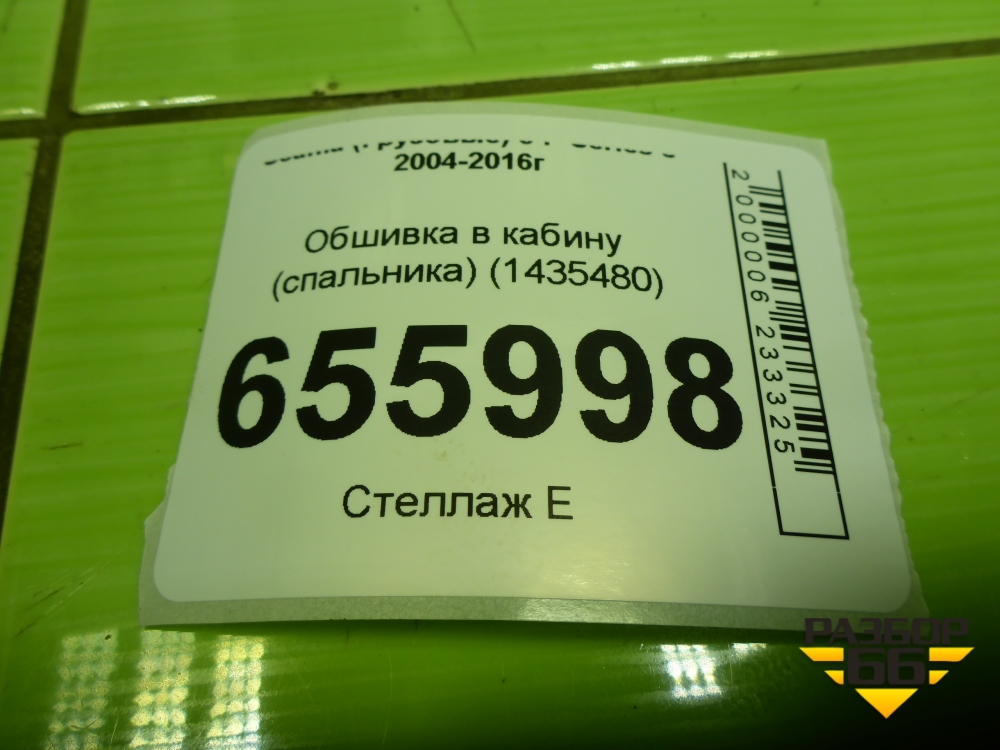 2004-2016г
Обшивка в кабину
(спальника) (1435480)
655998
Стеллаж Е
2000006233325
РАЗБОР
66